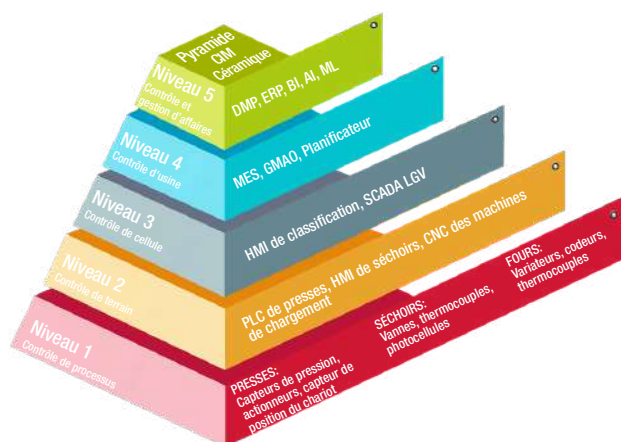 Pyramide
CIM
Céramique
Niveau 5
Contrôle et
gestion d'affaires
DMP, ERP, BI, AI, ML
Niveau 4
Contrôle d'usine
MES, GMAO, Planificateur
Niveau 3
Contrôle de cellule
HMI de classification, SCADA LGV
Niveau 2
Contrôle de terrain
PLC de presses, HMI de séchoirs, CNC des machines
de chargement
Niveau 1
Contrôle de processus
PRESSES:
Capteurs de pression,
actionneurs, capteur de
position du chariot
SÉCHOIRS:
Vannes, thermocouples,
photocellules
FOURS:
Variateurs, codeurs,
thermocouples